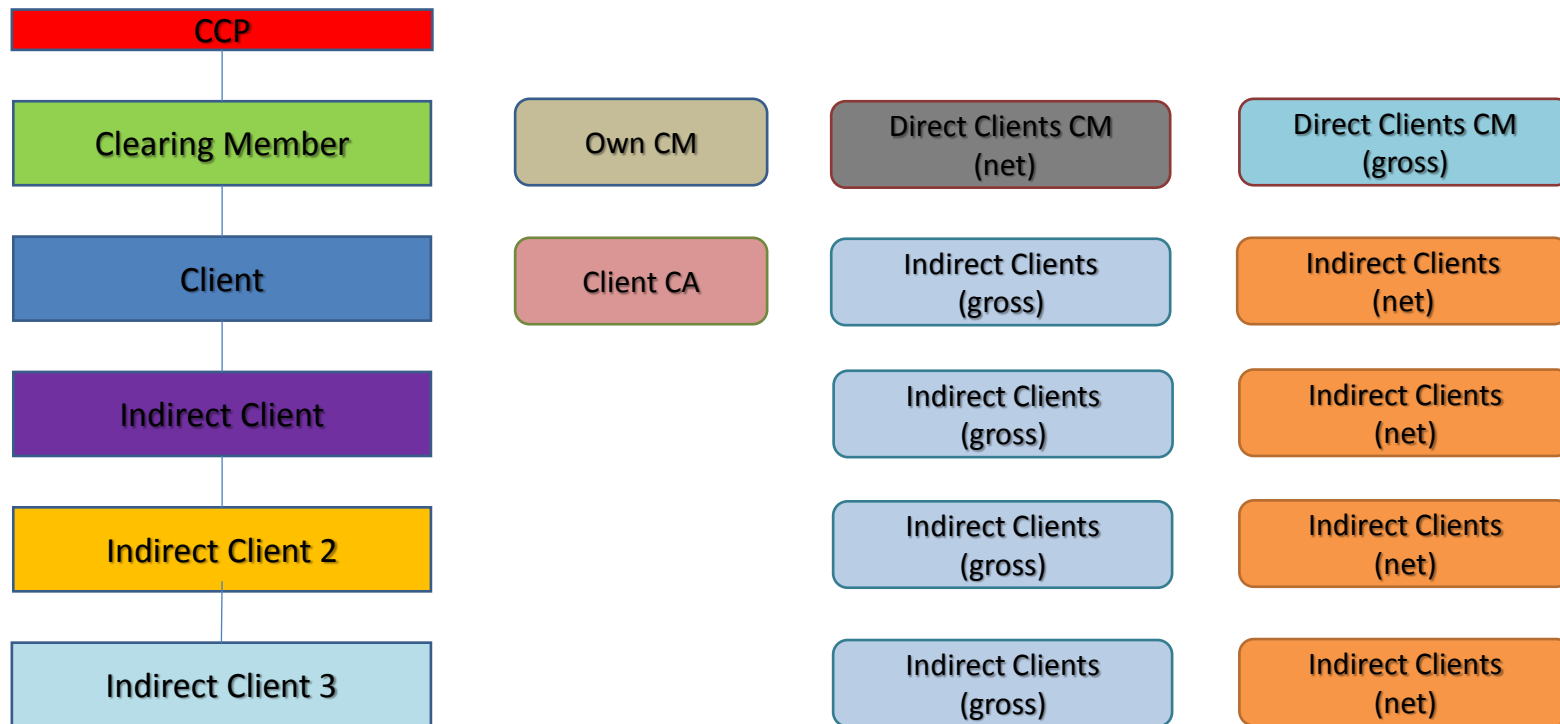 CCP
Clearing Member
Own CM
Direct Clients CM
(net)
Direct Clients CM
(gross)
Client
Client CA
Indirect Clients
(gross)
Indirect Clients
(net)
Indirect Client
Indirect Clients
(gross)
Indirect Clients
(net)
Indirect Client 2
Indirect Clients
(gross)
Indirect Clients
(net)
Indirect Client 3
Indirect Clients
(gross)
Indirect Clients
(net)